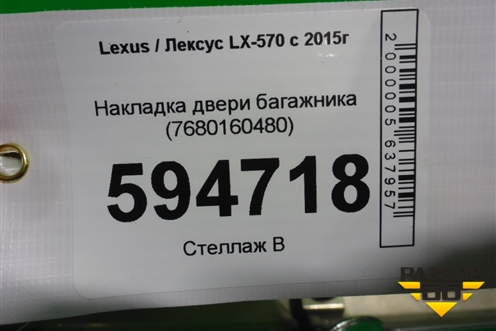 Lexus / Лексус LX-570 с 2015г
Накладка двери багажника
(7680160480)
594718
Стеллаж В
2000005637957